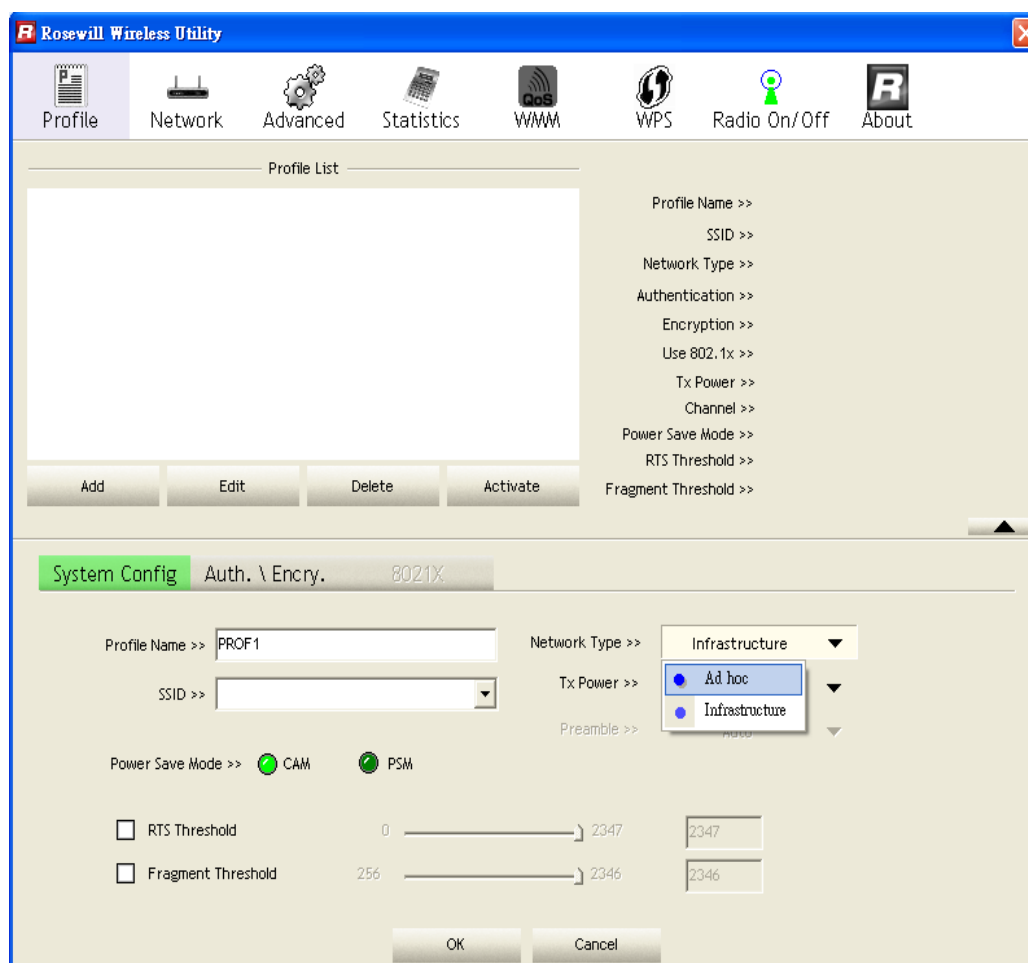 R Rosewill Wireless Utility
Profile
Network
Advanced
Statistics
QoS
WMM
WPS
Radio On/Off
R
About
Profile List
Profile Name >>
SSID >>
Network Type >>
Authentication >>
Encryption >>
Use 802.1x >>
Tx Power >>
Channel >>
Power Save Mode >>
RTS Threshold >>
Fragment Threshold >>
Add
Edit
Delete
Activate
System Config
Auth. \ Encry.
8021X
Profile Name >> PROF1
Network Type >> Infrastructure
SSID >>
Tx Power >>
Ad hoc
Infrastructure
Preamble >> Auto
Power Save Mode >> CAM PSM
RTS Threshold 0 2347 2347
Fragment Threshold 256 2346 2346
OK
Cancel